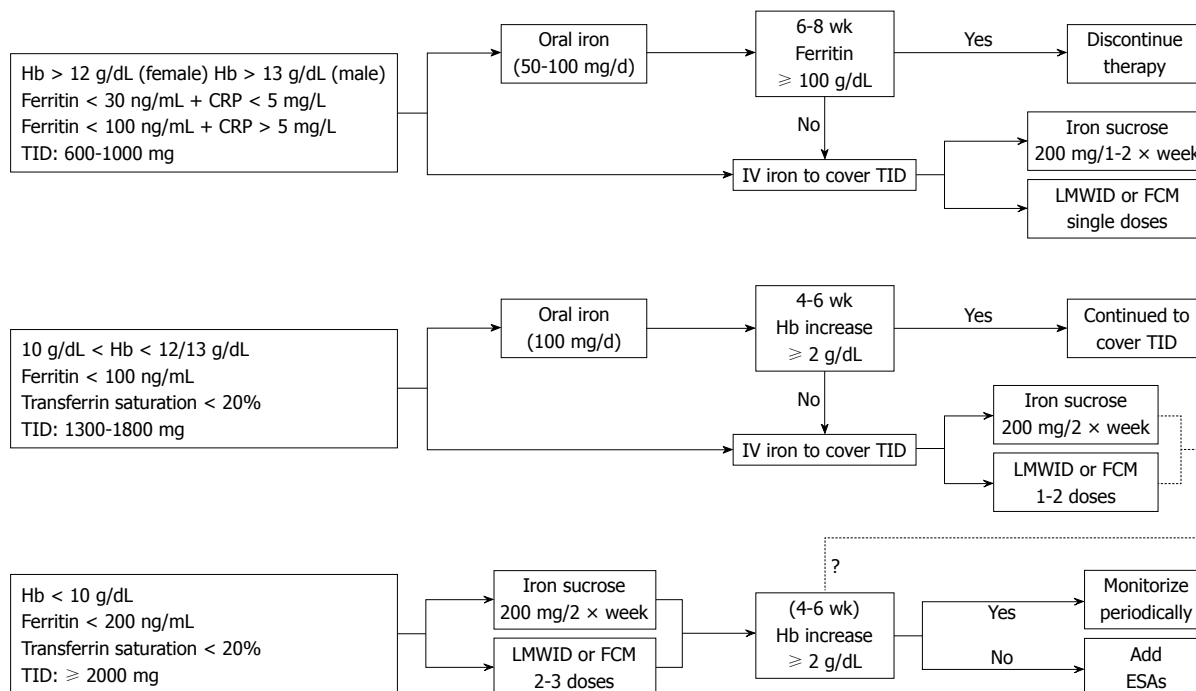 Hb > 12 g/dL (female) Hb > 13 g/dL (male)
Ferritin < 30 ng/mL + CRP < 5 mg/L
Ferritin < 100 ng/mL + CRP > 5 mg/L
TID: 600-1000 mg
Oral iron
(50-100 mg/d)
6-8 wk
Ferritin
≥ 100 g/dL
Yes
Discontinue
therapy
No
IV iron to cover TID
Iron sucrose
200 mg/1-2 × week
LMWID or FCM
single doses
10 g/dL < Hb < 12/13 g/dL
Ferritin < 100 ng/mL
Transferrin saturation < 20%
TID: 1300-1800 mg
Oral iron
(100 mg/d)
4-6 wk
Hb increase
≥ 2 g/dL
Yes
Continued to
cover TID
No
IV iron to cover TID
Iron sucrose
200 mg/2 × week
LMWID or FCM
1-2 doses
?
Hb < 10 g/dL
Ferritin < 200 ng/mL
Transferrin saturation < 20%
TID: ≥ 2000 mg
Iron sucrose
200 mg/2 × week
LMWID or FCM
2-3 doses
(4-6 wk)
Hb increase
≥ 2 g/dL
Yes
Monitorize
periodically
No
Add
ESAs